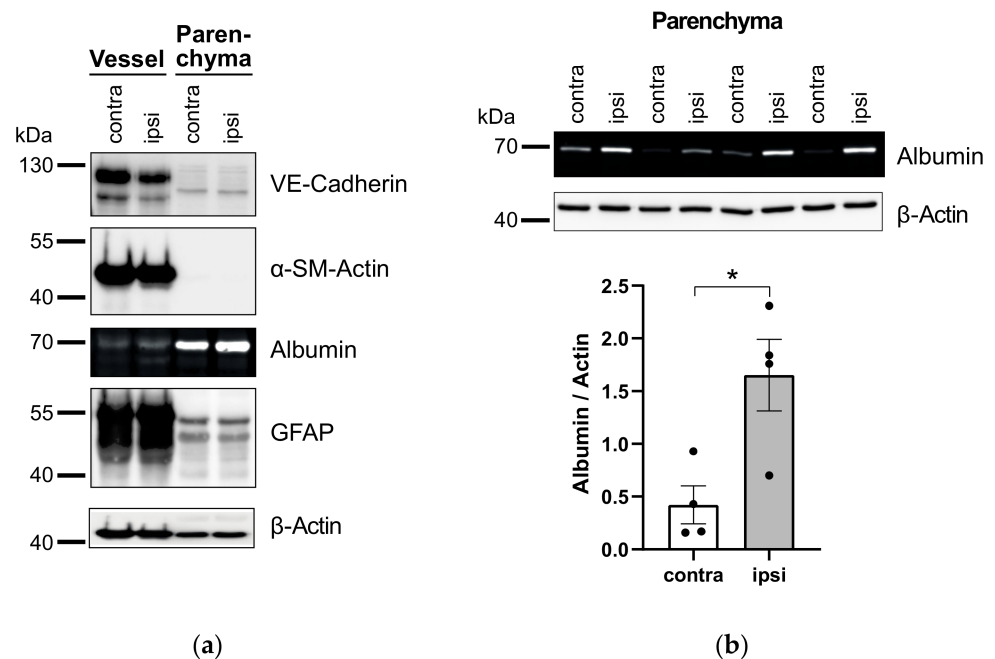 Vessel
Paren-
chyma
contra
ipsi
contra
ipsi
kDa
130
VE-Cadherin
55
α-SM-Actin
40
70
Albumin
55
GFAP
40
β-Actin
40
(a)
Parenchyma
contra
ipsi
contra
ipsi
contra
ipsi
contra
ipsi
kDa
70
Albumin
40
β-Actin
*
2.5
2.0
1.5
1.0
0.5
0.0
Albumin / Actin
contra
ipsi
(b)